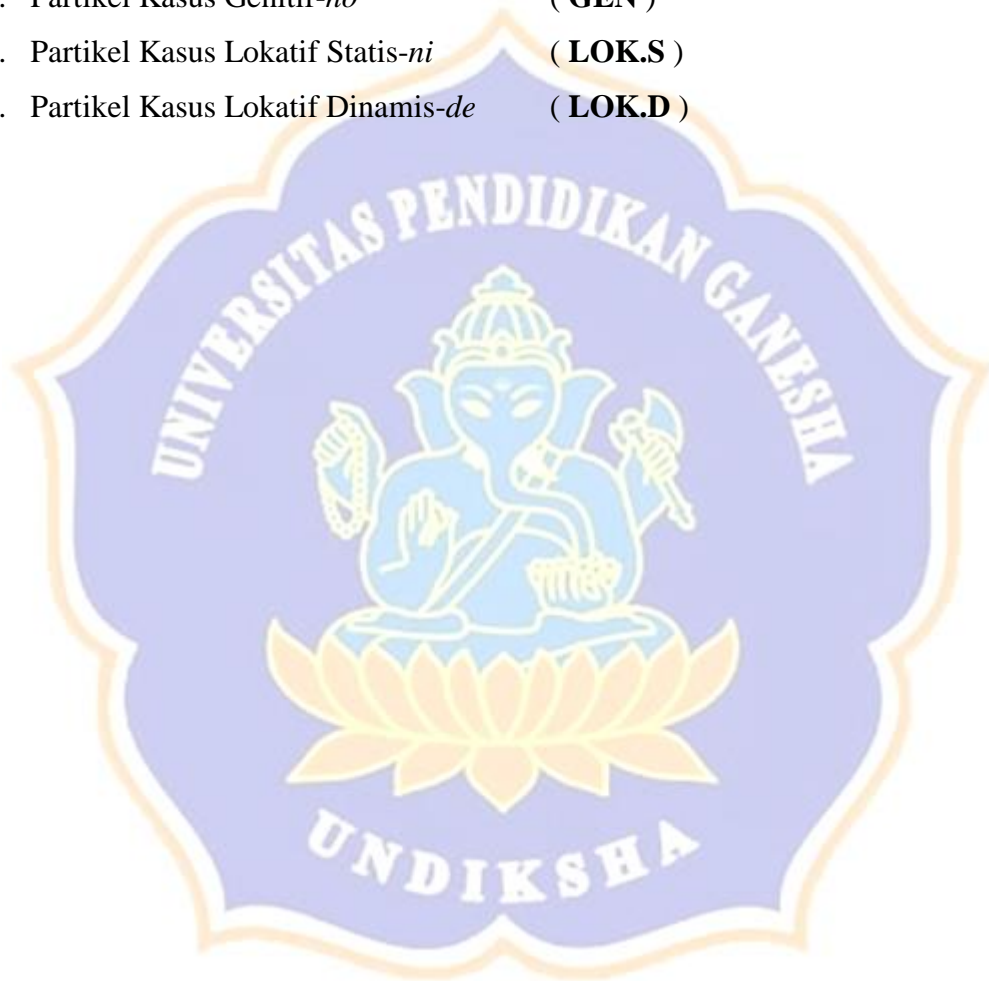 . Partikel Kasus Genitif-no ( GEN )
. Partikel Kasus Lokatif Statis-ni ( LOK.S )
. Partikel Kasus Lokatif Dinamis-de ( LOK.D )
UNIVERSITAS PENDIDIKAN GANESHA
UNDIKSHA